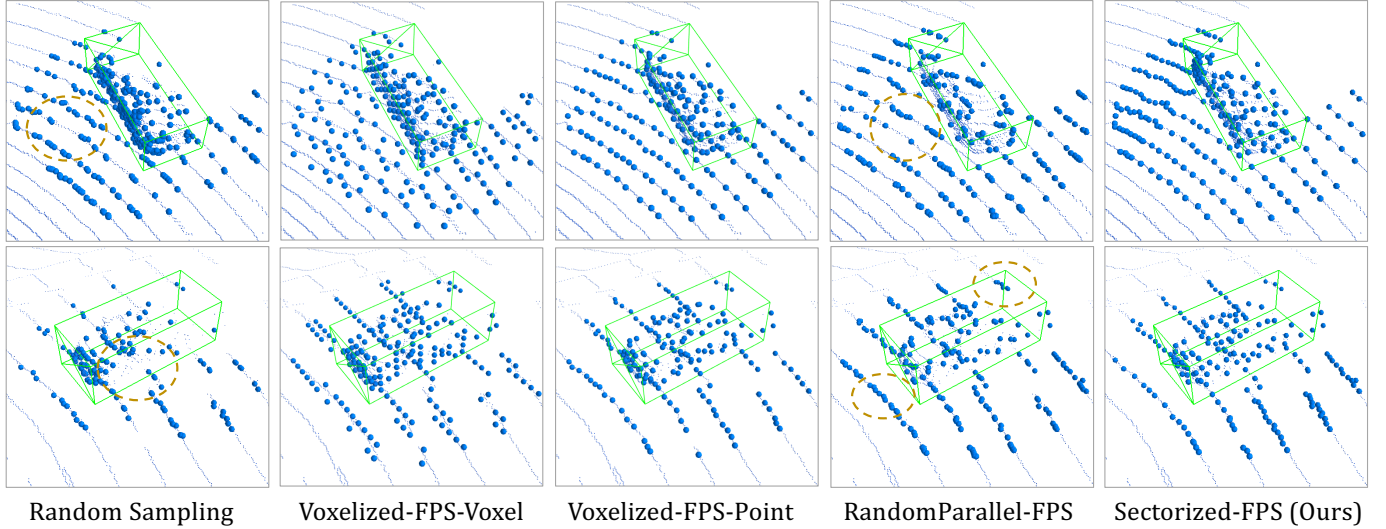 Random Sampling
Voxelized-FPS-Voxel
Voxelized-FPS-Point
RandomParallel-FPS
Sectorized-FPS (Ours)